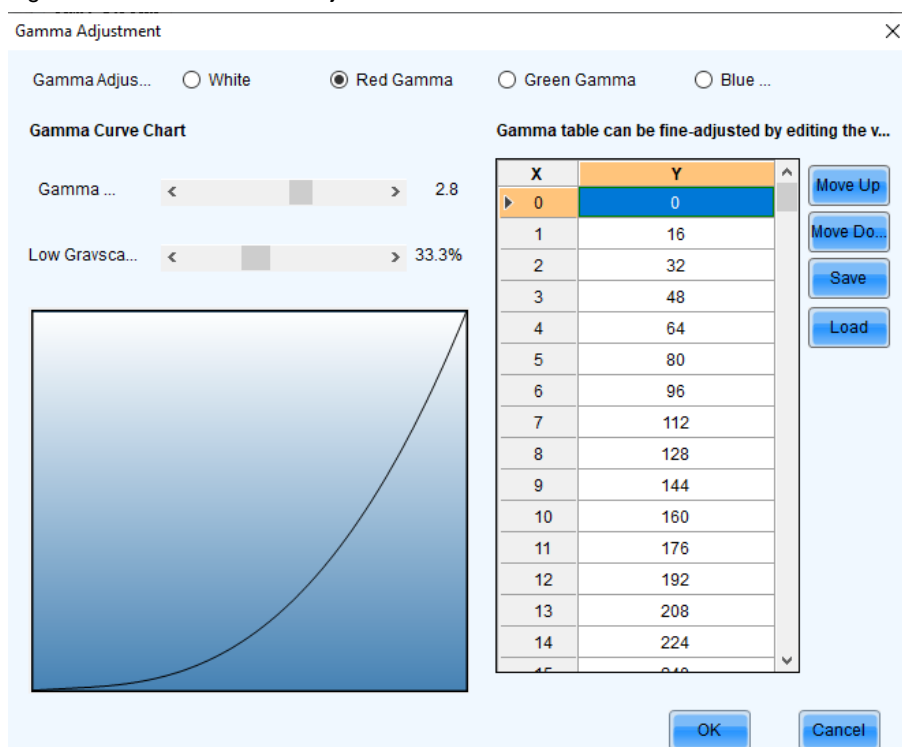 Gamma Adjustment
Gamma Adjus... White Red Gamma Green Gamma Blue ...
Gamma Curve Chart
Gamma table can be fine-adjusted by editing the v...
Gamma ... 2.8
Low Graysca... 33.3%
X Y
0 0
1 16
2 32
3 48
4 64
5 80
6 96
7 112
8 128
9 144
10 160
11 176
12 192
13 208
14 224
Move Up
Move Do...
Save
Load
OK Cancel